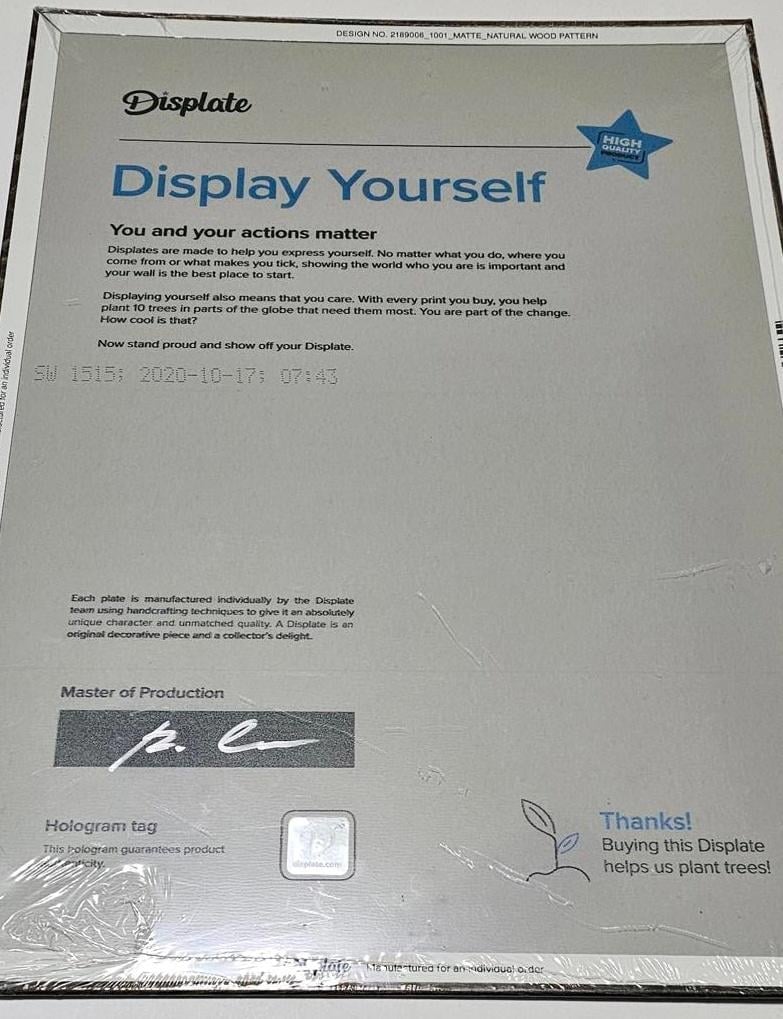 DESIGN NO. 2189006_1001_MATTE_NATURAL WOOD PATTERN
Displate
HIGH
QUALITY
PRODUCT
Display Yourself
You and your actions matter
Displates are made to help you express yourself. No matter what you do, where you
come from or what makes you tick, showing the world who you are is important and
your wall is the best place to start.
Displaying yourself also means that you care. With every print you buy, you help
plant 10 trees in parts of the globe that need them most. You are part of the change.
How cool is that?
Now stand proud and show off your Displate.
SW 1515; 2020-10-17; 07:43
for an individual order
Each plate is manufactured individually by the Displate
team using handcrafting techniques to give it an absolutely
unique character and unmatched quality. A Displate is an
original decorative piece and a collector's delight.
Master of Production
Hologram tag
This hologram guarantees product
displate.com
Thanks!
Buying this Displate
helps us plant trees!
Manufactured for an individual order